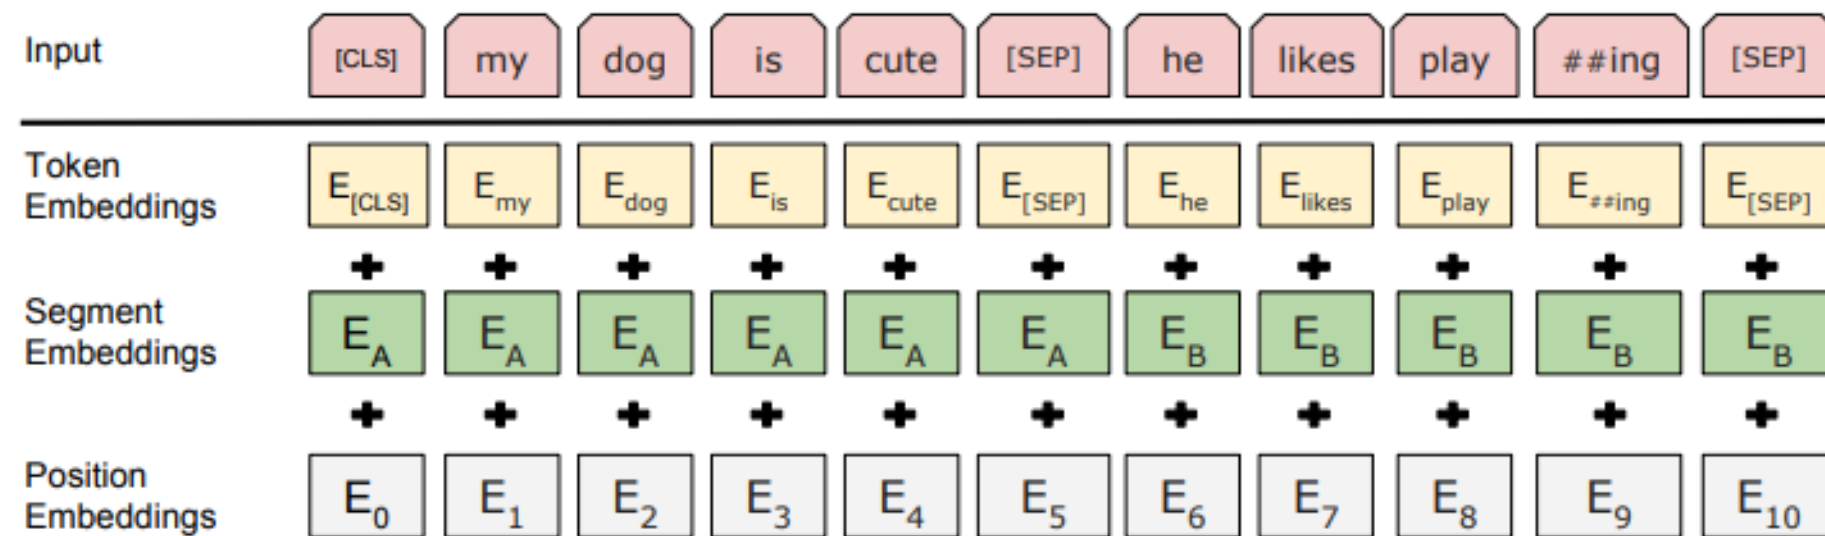 Input [CLS] my dog is cute [SEP] he likes play ##ing [SEP]
Token
Embeddings
E[CLS] Emy Edog Eis Ecute E[SEP] Ehe Elikes Eplay E##ing E[SEP]
+ + + + + + + + + + +
Segment
Embeddings
EA EA EA EA EA EA EB EB EB EB EB
+ + + + + + + + + + +
Position
Embeddings
E0 E1 E2 E3 E4 E5 E6 E7 E8 E9 E10